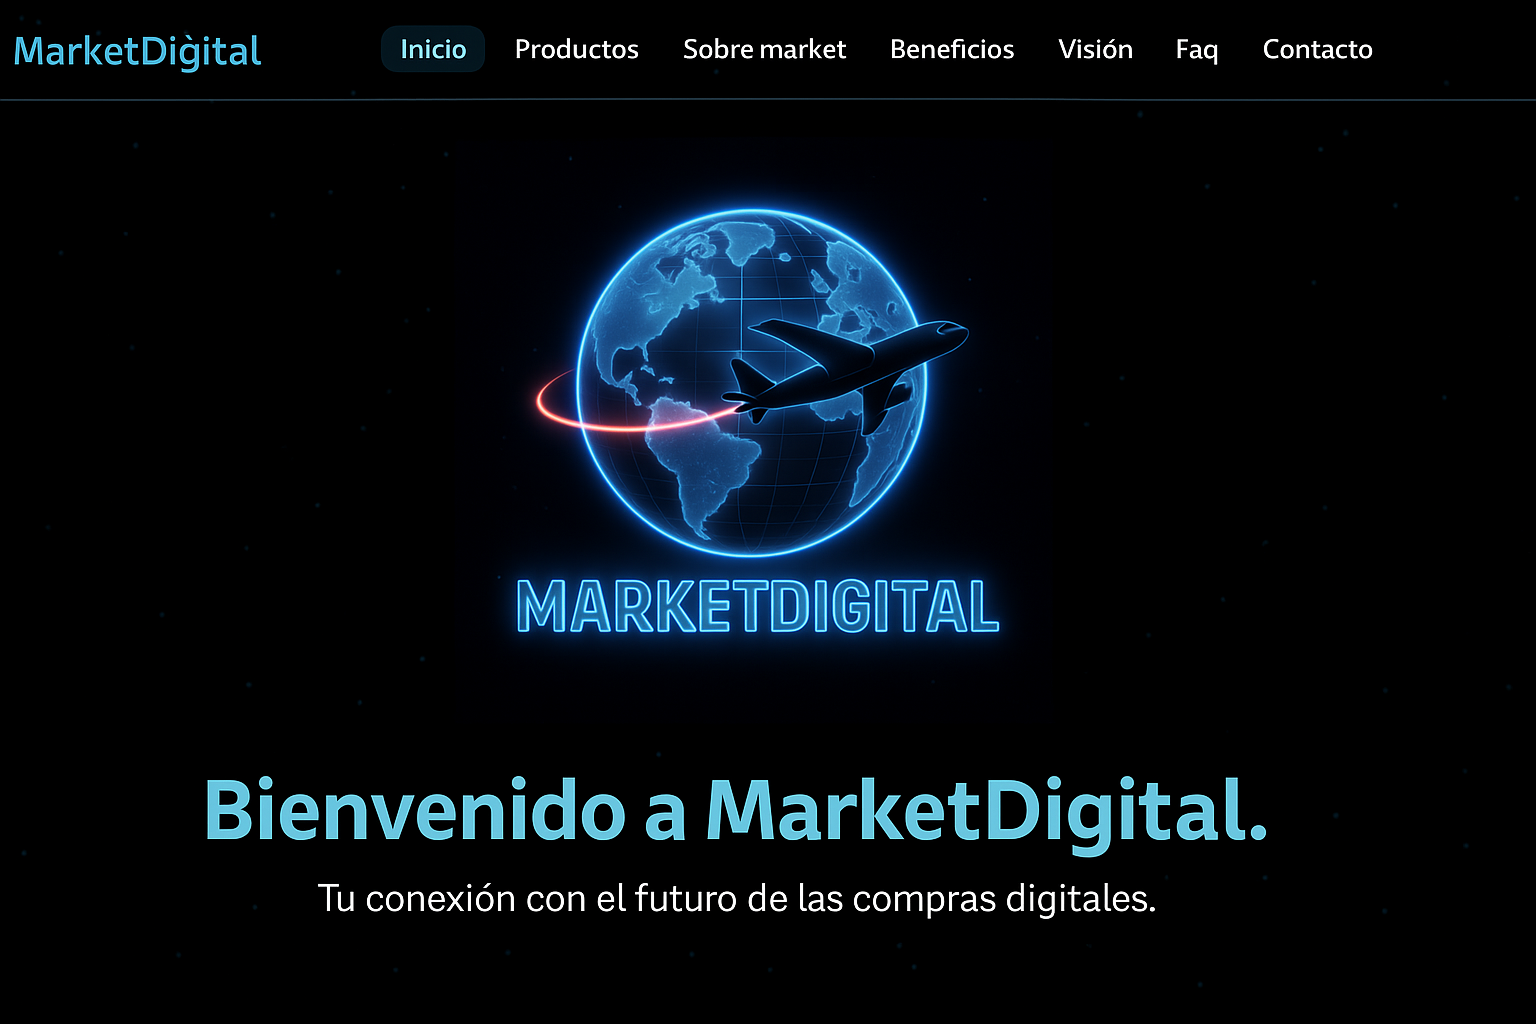 MarketDigital
Inicio Productos Sobre market Beneficios Visión Faq Contacto
MARKETDIGITAL
Bienvenido a MarketDigital.
Tu conexión con el futuro de las compras digitales.